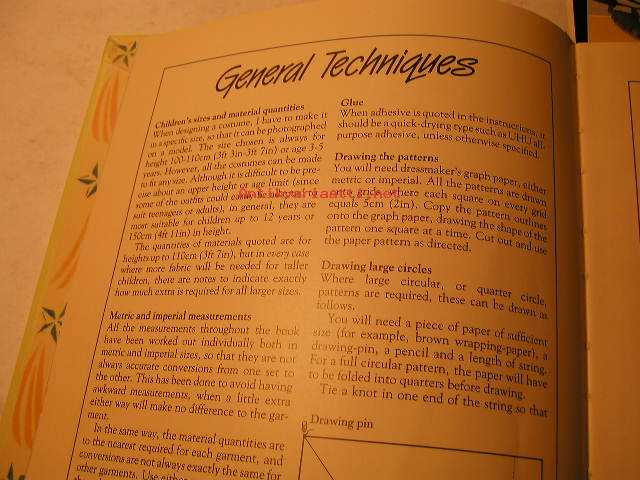 General Techniques
Children's sizes and material quantities
When designing a costume, I have to make it
in a specific size, so that it can be photographed
on a model. The size chosen is always for
height 100-110cm (3ft 3in-3ft 7in) or age 3-5
years. However, all the costumes can be made
to fit any size. Although it is difficult to be pre-
cise about an upper height or age limit (since
some of the outfits could easily be adapted to
suit teenagers or adults), in general, they are
most suitable for children up to 12 years or
150cm (4ft 11in) in height.
The quantities of materials quoted are for
heights up to 110cm (3ft 7in), but in every case
where more fabric will be needed for taller
children, there are notes to indicate exactly
how much extra is required for all larger sizes.
Metric and imperial measurements
All the measurements throughout the book
have been worked out individually both in
metric and imperial sizes, so that they are not
always accurate conversions from one set to
the other. This has been done to avoid having
awkward measurements, when a little extra
either way will make no difference to the gar-
ment.
In the same way, the material quantities are
to the nearest required for each garment, and
conversions are not always exactly the same for
other garments. Use either
Glue
When adhesive is quoted in the instructions, it
should be a quick-drying type such as UHU all-
purpose adhesive, unless otherwise specified.
Drawing the patterns
You will need dressmaker's graph paper, either
metric or imperial. All the patterns are drawn
on a grid, where each square on every grid
equals 5cm (2in). Copy the pattern outlines
onto the graph paper, drawing the shape of the
pattern one square at a time. Cut out and use
the paper pattern as directed.
Drawing large circles
Where large circular, or quarter circle,
patterns are required, these can be drawn as
follows.
You will need a piece of paper of sufficient
size (for example, brown wrapping-paper), a
drawing-pin, a pencil and a length of string.
For a full circular pattern, the paper will have
to be folded into quarters before drawing.
Tie a knot in one end of the string so that
Drawing pin